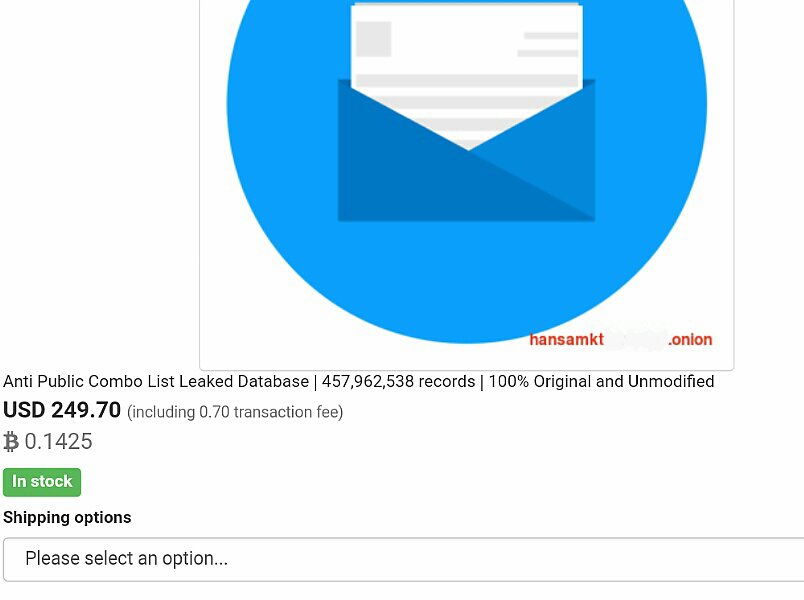 hansamkt .onion
Anti Public Combo List Leaked Database | 457,962,538 records | 100% Original and Unmodified
USD 249.70 (including 0.70 transaction fee)
₿ 0.1425
In stock
Shipping options
Please select an option...